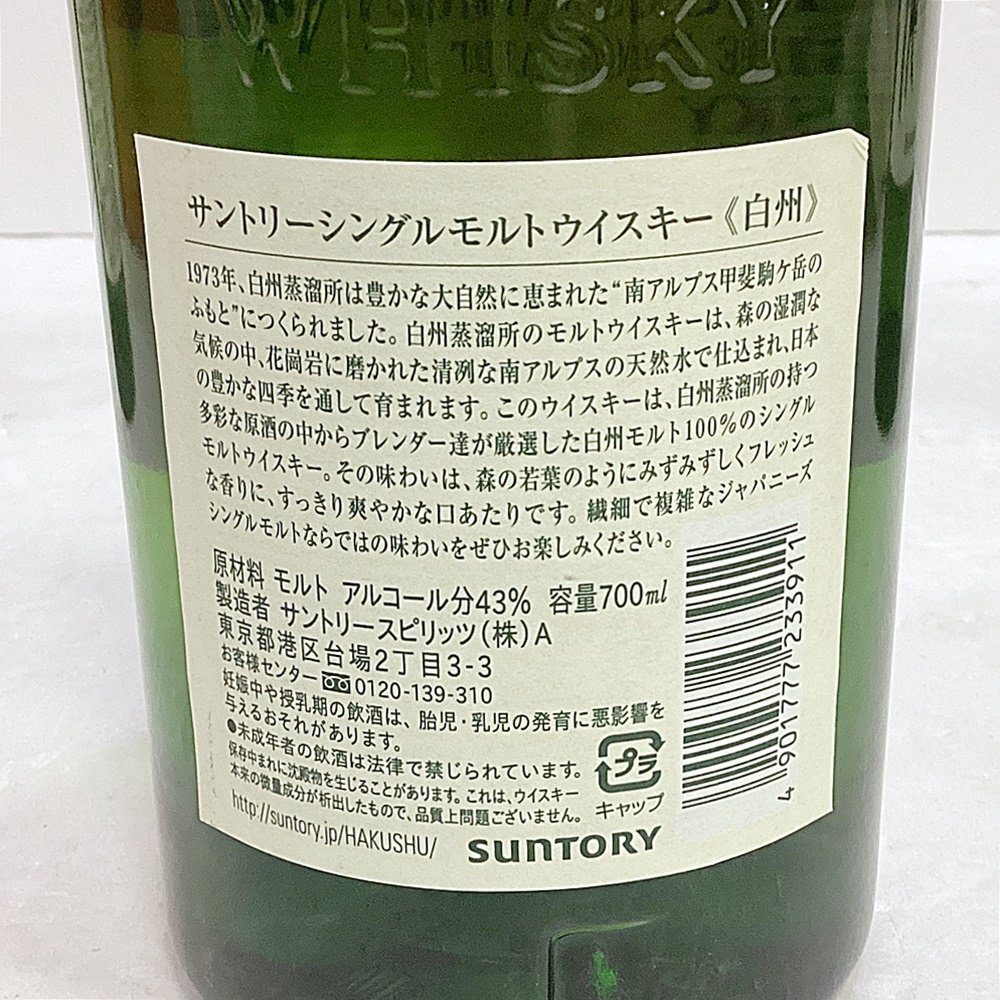 WHISKY
サントリーシングルモルトウイスキー《白州》
1973年、白州蒸溜所は豊かな大自然に恵まれた“南アルプス甲斐駒ケ岳の
ふもと”につくられました。白州蒸溜所のモルトウイスキーは、森の湿潤な
気候の中、花崗岩に磨かれた清冽な南アルプスの天然水で仕込まれ、日本
の豊かな四季を通して育まれます。このウイスキーは、白州蒸溜所の持つ
多彩な原酒の中からブレンダー達が厳選した白州モルト100%のシングル
モルトウイスキー。その味わいは、森の若葉のようにみずみずしくフレッシュ
な香りに、すっきり爽やかな口あたりです。繊細で複雑なジャパニーズ
シングルモルトならではの味わいをぜひお楽しみください。
原材料 モルト アルコール分43% 容量700ml
製造者 サントリースピリッツ(株)A
東京都港区台場2丁目3-3
お客様センター 0120-139-310
妊娠中や授乳期の飲酒は、胎児・乳児の発育に悪影響を
与えるおそれがあります。
●未成年者の飲酒は法律で禁じられています。
保存中まれに沈殿物を生じることがあります。これは、ウイスキー
本来の微量成分が析出したもので、品質上問題ございません。
http://suntory.jp/HAKUSHU/
プラ
キャップ
SUNTORY
4 901777 233911